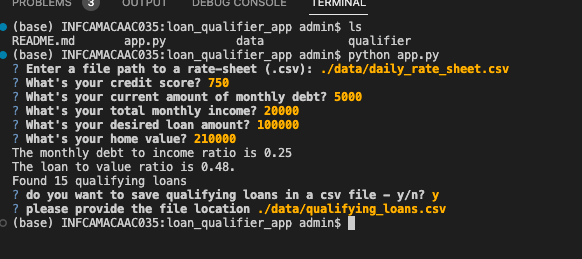 PROBLEMS 3 OUTPUT DEBUG CONSOLE TERMINAL
(base) INFCAMACAAC035:loan_qualifier_app admin$ ls
README.md app.py data qualifier
(base) INFCAMACAAC035:loan_qualifier_app admin$ python app.py
? Enter a file path to a rate-sheet (.csv): ./data/daily_rate_sheet.csv
? What's your credit score? 750
? What's your current amount of monthly debt? 5000
? What's your total monthly income? 20000
? What's your desired loan amount? 100000
? What's your home value? 210000
The monthly debt to income ratio is 0.25
The loan to value ratio is 0.48.
Found 15 qualifying loans
? do you want to save qualifying loans in a csv file - y/n? y
? please provide the file location ./data/qualifying_loans.csv
(base) INFCAMACAAC035:loan_qualifier_app admin$